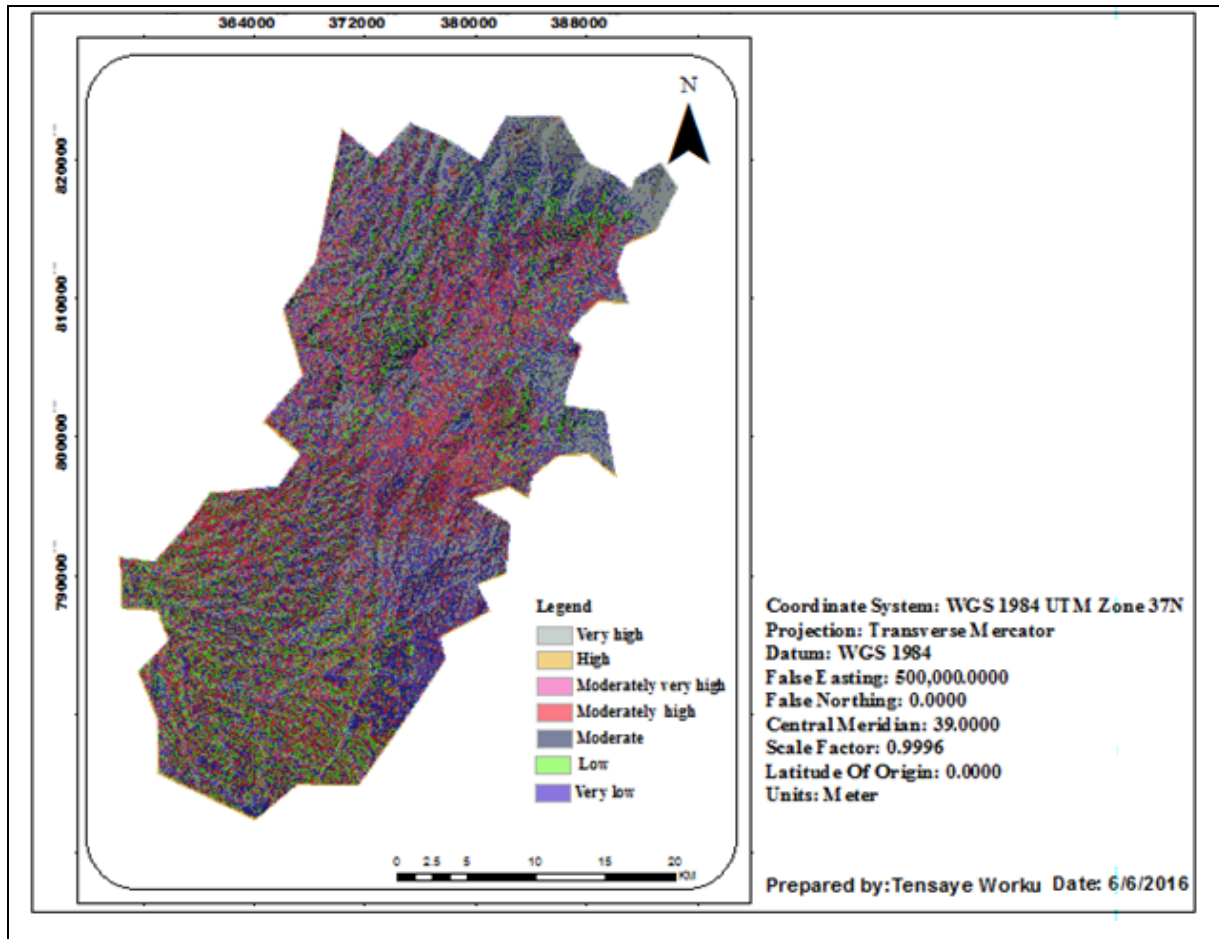 364000 372000 380000 388000
N
820000
810000
800000
790000
Legend
Very high
High
Moderately very high
Moderately high
Moderate
Low
Very low
0 2.5 5 10 15 20
KM
Coordinate System: WGS 1984 UTM Zone 37N
Projection: Transverse Mercator
Datum: WGS 1984
False Easting: 500,000.0000
False Northing: 0.0000
Central Meridian: 39.0000
Scale Factor: 0.9996
Latitude Of Origin: 0.0000
Units: Meter
Prepared by:Tensaye Worku Date: 6/6/2016